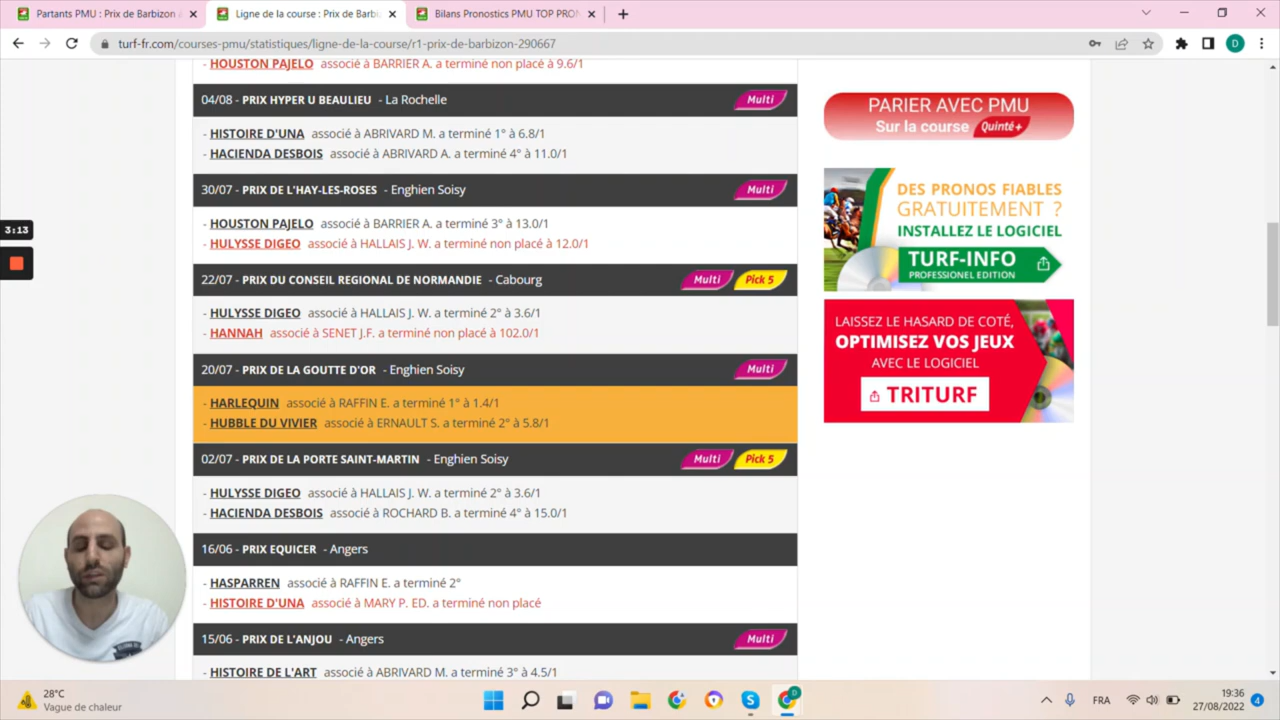 Partants PMU : Prix de Barbizon
Ligne de la course : Prix de Barb
Bilans Pronostics PMU TOP PRON
turf-fr.com/courses-pmu/statistiques/ligne-de-la-course/r1-prix-de-barbizon-290667
D
- HOUSTON PAJELO associé à BARRIER A. a terminé non placé à 9.6/1
04/08 - PRIX HYPER U BEAULIEU - La Rochelle Multi
- HISTOIRE D'UNA associé à ABRIVARD M. a terminé 1° à 6.8/1
- HACIENDA DESBOIS associé à ABRIVARD A. a terminé 4° à 11.0/1
30/07 - PRIX DE L'HAY-LES-ROSES - Enghien Soisy Multi
- HOUSTON PAJELO associé à BARRIER A. a terminé 3° à 13.0/1
- HULYSSE DIGEO associé à HALLAIS J. W. a terminé non placé à 12.0/1
22/07 - PRIX DU CONSEIL REGIONAL DE NORMANDIE - Cabourg Multi Pick 5
- HULYSSE DIGEO associé à HALLAIS J. W. a terminé 2° à 3.6/1
- HANNAH associé à SENET J.F. a terminé non placé à 102.0/1
20/07 - PRIX DE LA GOUTTE D'OR - Enghien Soisy Multi
- HARLEQUIN associé à RAFFIN E. a terminé 1° à 1.4/1
- HUBBLE DU VIVIER associé à ERNAULT S. a terminé 2° à 5.8/1
02/07 - PRIX DE LA PORTE SAINT-MARTIN - Enghien Soisy Multi Pick 5
- HULYSSE DIGEO associé à HALLAIS J. W. a terminé 2° à 3.6/1
- HACIENDA DESBOIS associé à ROCHARD B. a terminé 4° à 15.0/1
16/06 - PRIX EQUICER - Angers
- HASPARREN associé à RAFFIN E. a terminé 2°
- HISTOIRE D'UNA associé à MARY P. ED. a terminé non placé
15/06 - PRIX DE L'ANJOU - Angers Multi
- HISTOIRE DE L'ART associé à ABRIVARD M. a terminé 3° à 4.5/1
PARIER AVEC PMU
Sur la course Quinté+
DES PRONOS FIABLES
GRATUITEMENT ?
INSTALLEZ LE LOGICIEL
TURF-INFO
PROFESSIONEL EDITION
LAISSEZ LE HASARD DE COTÉ,
OPTIMISEZ VOS JEUX
AVEC LE LOGICIEL
TRITURF
3:13
28°C
Vague de chaleur
FRA
19:36
27/08/2022
4